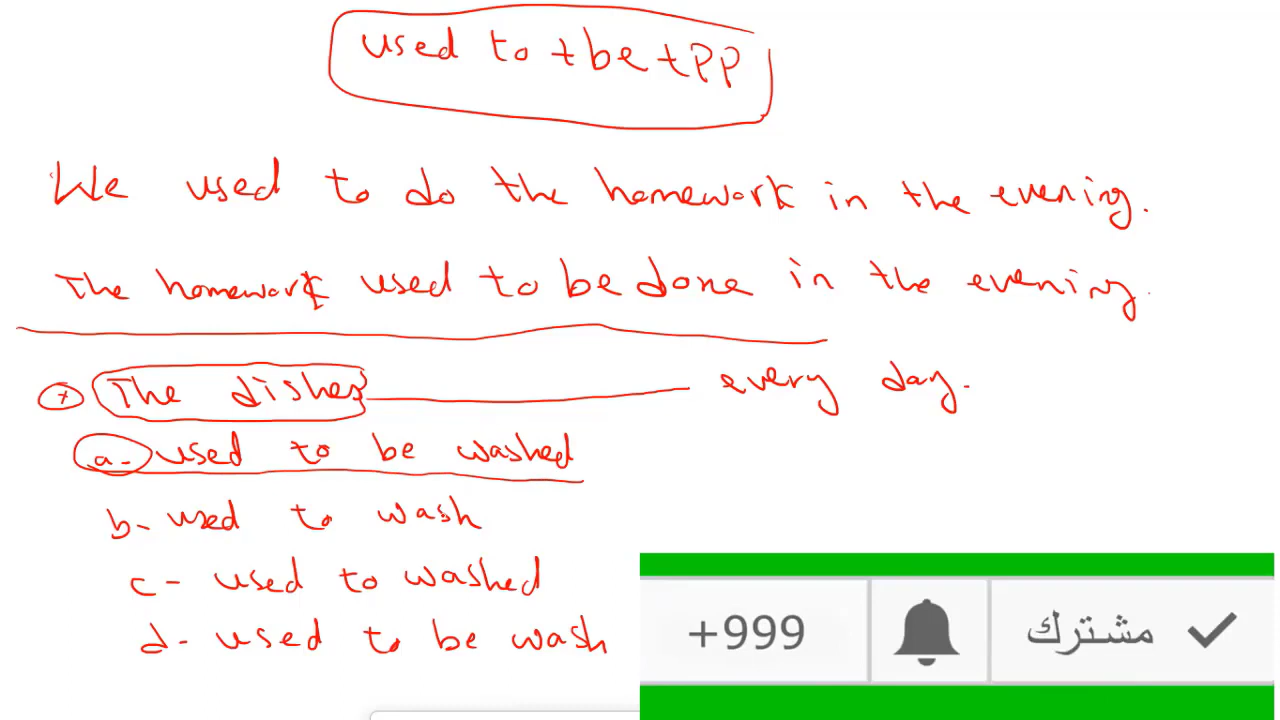 used to + be + PP
We used to do the homework in the evening.
The homework used to be done in the evening.
The dishes ______ every day.
a- used to be washed
b- used to wash
c- used to washed
d- used to be wash
+999
مشترك